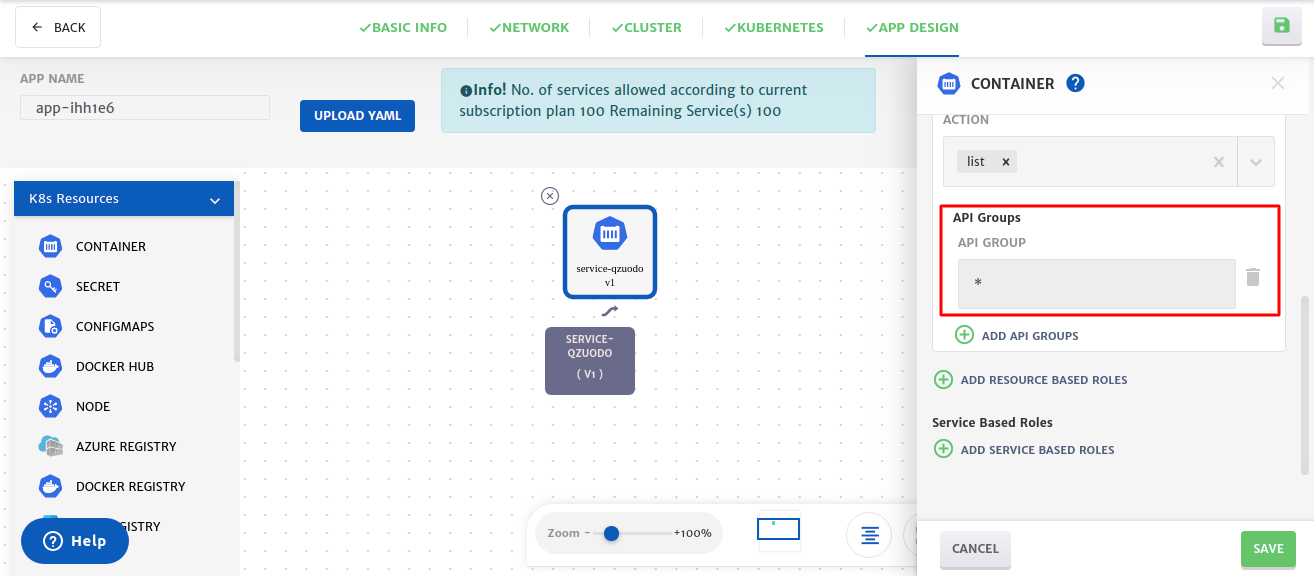 BACK
BASIC INFO
NETWORK
CLUSTER
KUBERNETES
APP DESIGN
APP NAME
app-ihh1e6
UPLOAD YAML
Info! No. of services allowed according to current
subscription plan 100 Remaining Service(s) 100
K8s Resources
CONTAINER
SECRET
CONFIGMAPS
DOCKER HUB
NODE
AZURE REGISTRY
DOCKER REGISTRY
Help
service-qzuodo
v1
SERVICE-
QZUODO
( V1 )
Zoom - +100%
CONTAINER
ACTION
list
API Groups
API GROUP
*
ADD API GROUPS
ADD RESOURCE BASED ROLES
Service Based Roles
ADD SERVICE BASED ROLES
CANCEL
SAVE